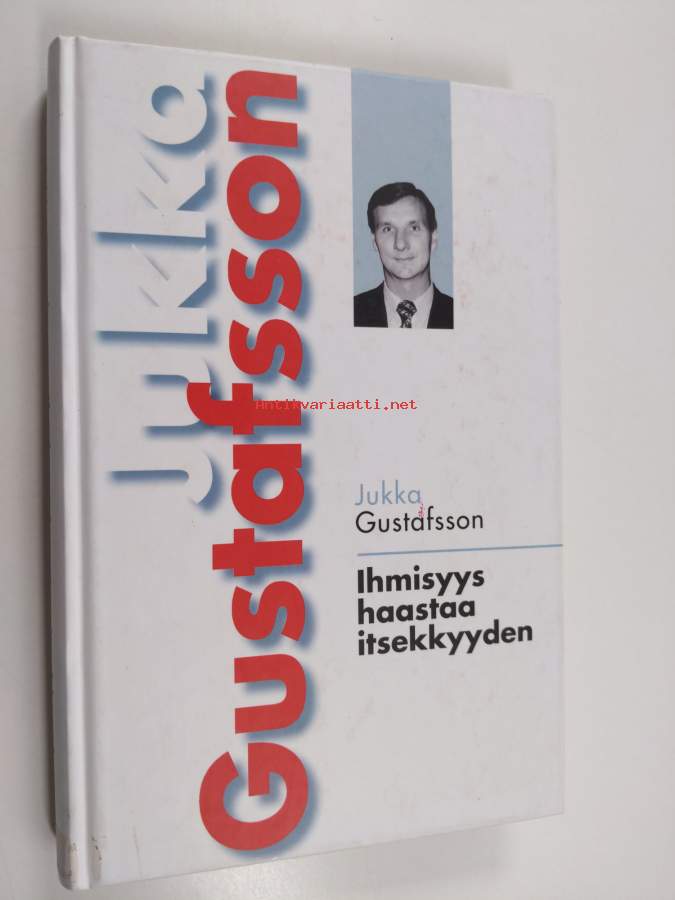 Jukka
Gustafsson
Antikvariaatti.net
Jukka
Gustafsson
Ihmisyys
haastaa
itsekkyyden